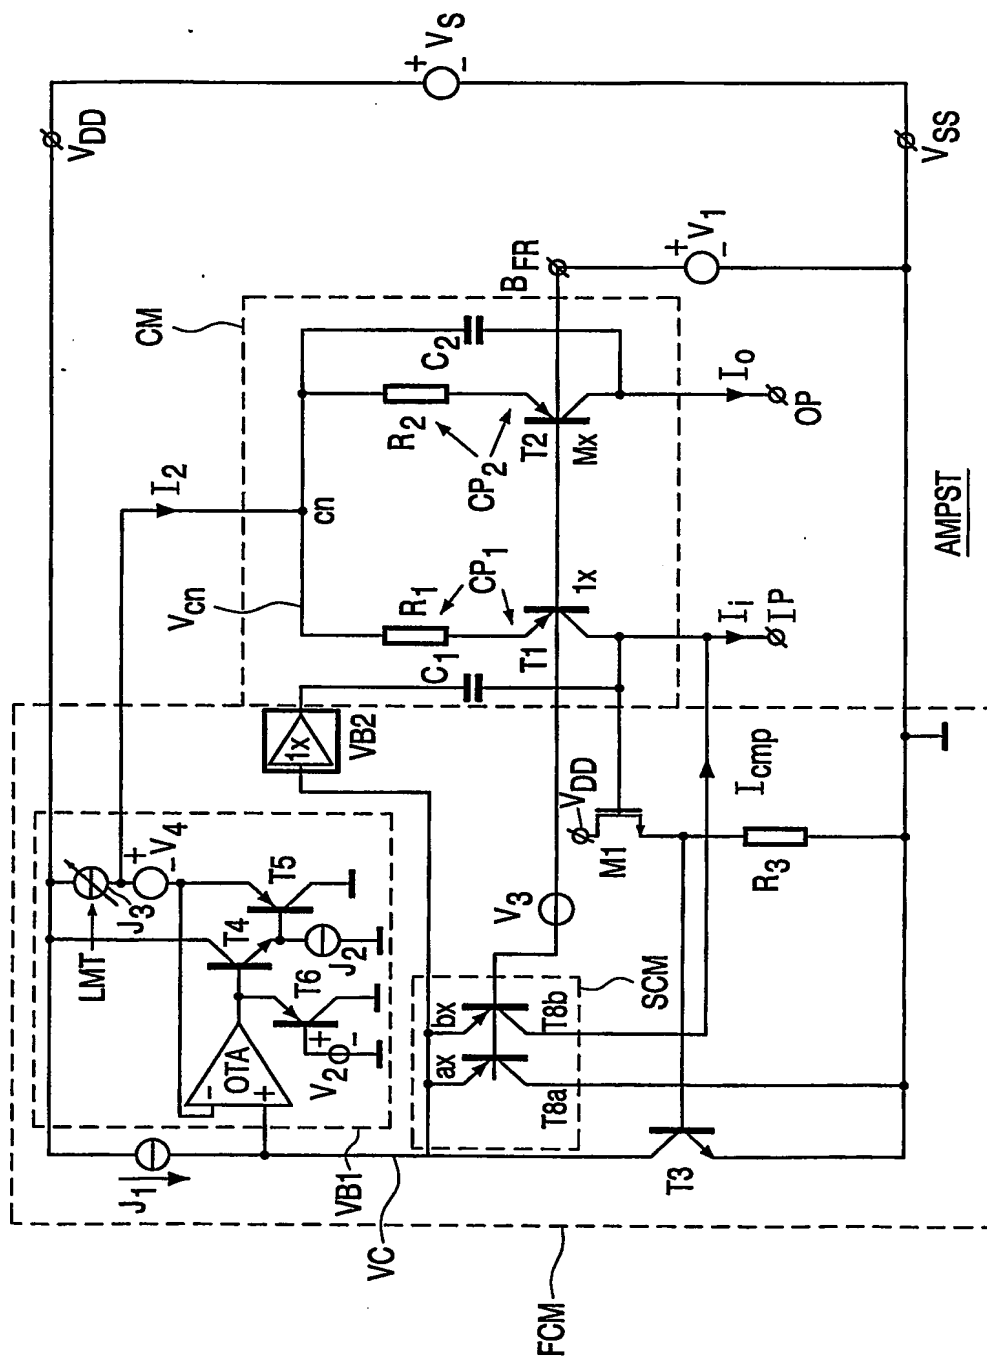 VS
+
-
VDD
VSS
CM
BFR
+
V1
-
C2
I2
R2
CP2
T2
Mx
Io
OP
cn
Vcn
R1
CP1
C1
T1
1x
Ii
IP
AMPST
1x
VB2
VDD
M1
Icmp
R3
LMT
J3
+
V4
-
T4
T5
J2
T6
OTA
-
+
V2
+
-
V3
bx
ax
T8b
T8a
SCM
J1
VB1
VC
T3
FCM